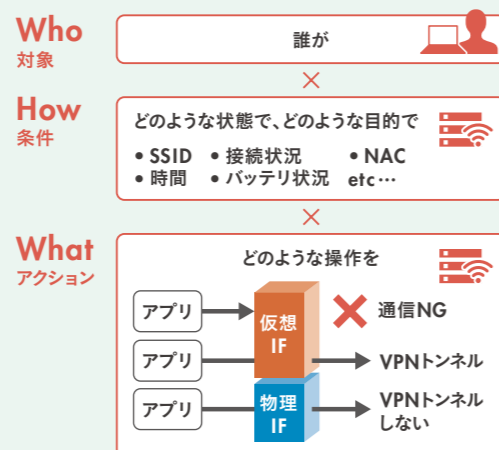 Who
対象
誰が
×
How
条件
どのような状態で、どのような目的で
• SSID • 接続状況 • NAC
• 時間 • バッテリ状況 etc…
×
What
アクション
どのような操作を
アプリ
仮想
IF
通信NG
アプリ
VPNトンネル
アプリ
物理
IF
VPNトンネル
しない